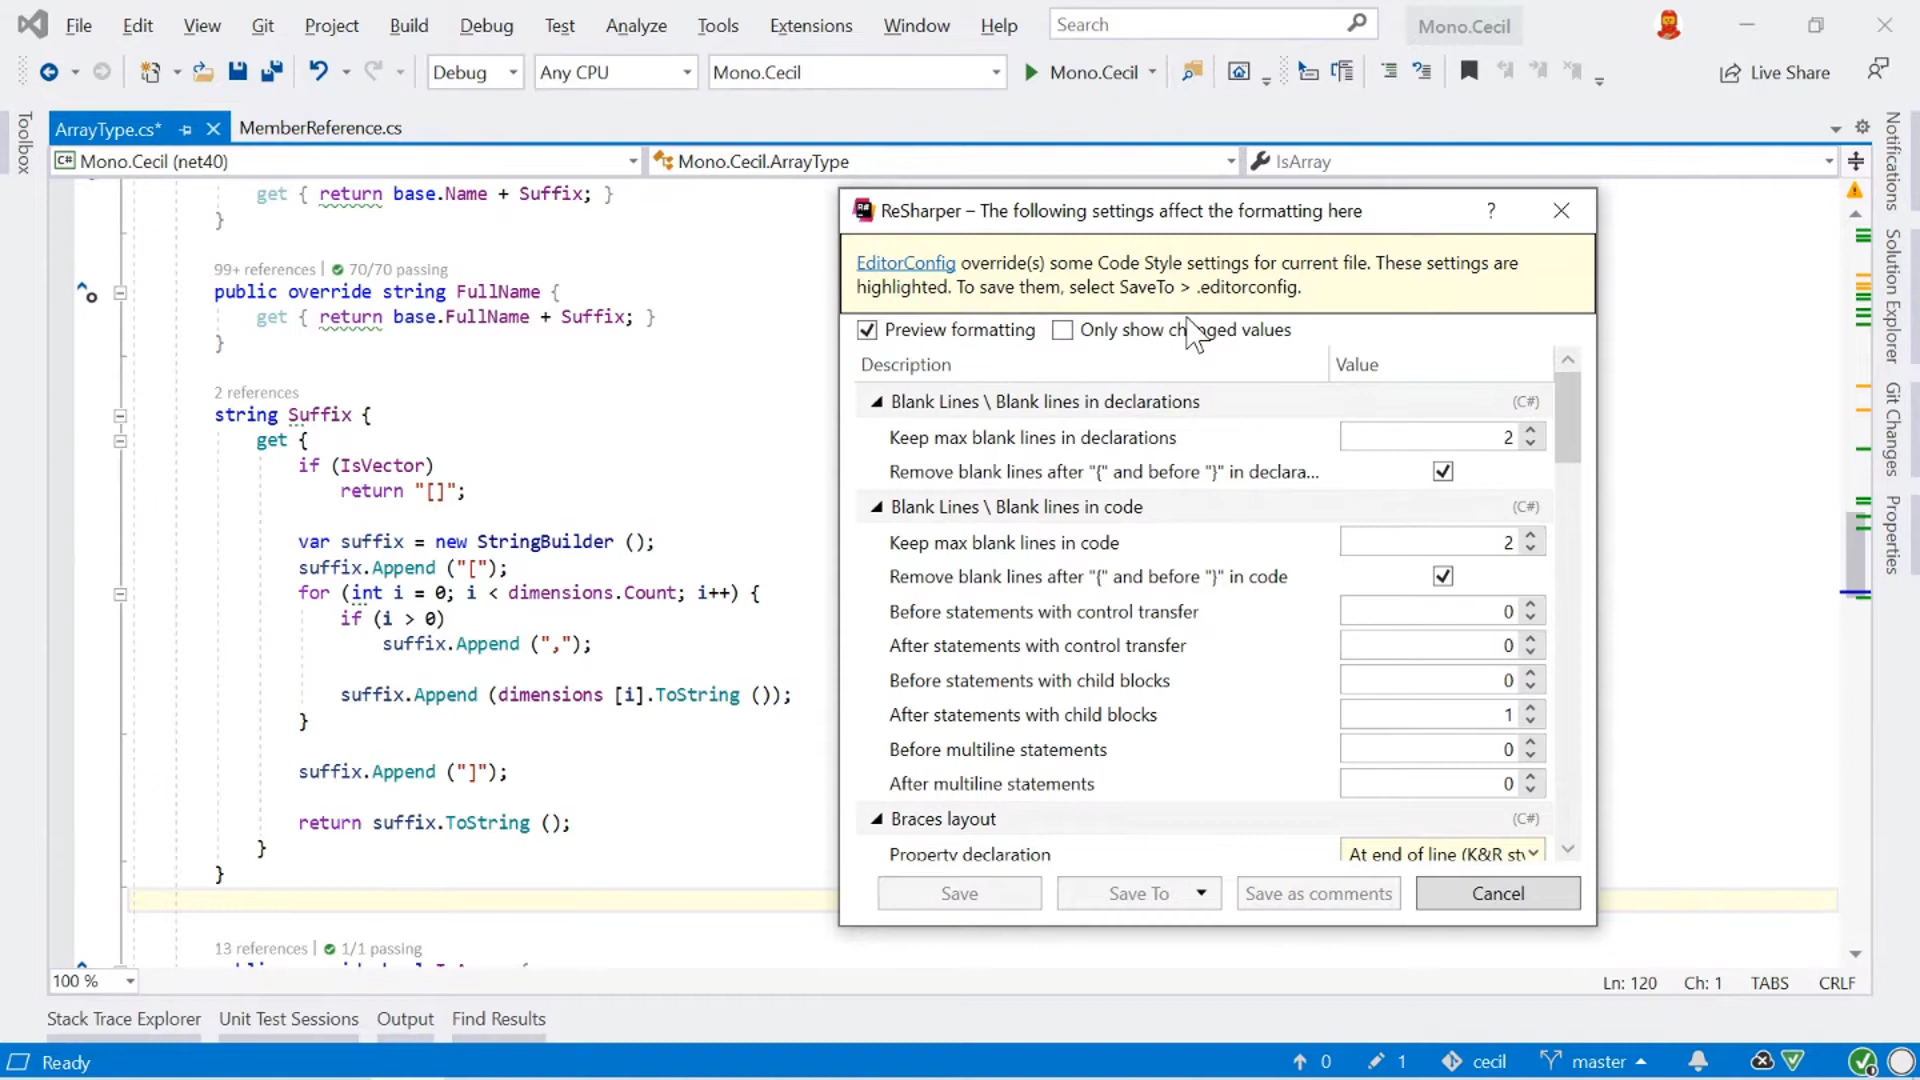 File Edit View Git Project Build Debug Test Analyze Tools Extensions Window Help Search Mono.Cecil
Debug Any CPU Mono.Cecil Mono.Cecil Live Share
Toolbox
ArrayType.cs* MemberReference.cs
C# Mono.Cecil (net40) Mono.Cecil.ArrayType IsArray
get { return base.Name + Suffix; }
}
99+ references | 70/70 passing
public override string FullName {
get { return base.FullName + Suffix; }
}
2 references
string Suffix {
get {
if (IsVector)
return "[]";
var suffix = new StringBuilder ();
suffix.Append ("[");
for (int i = 0; i < dimensions.Count; i++) {
if (i > 0)
suffix.Append (",");
suffix.Append (dimensions [i].ToString ());
}
suffix.Append ("]");
return suffix.ToString ();
}
}
13 references | 1/1 passing
R# ReSharper – The following settings affect the formatting here ?
EditorConfig override(s) some Code Style settings for current file. These settings are
highlighted. To save them, select SaveTo > .editorconfig.
Preview formatting Only show changed values
Description Value
Blank Lines \ Blank lines in declarations (C#)
Keep max blank lines in declarations 2
Remove blank lines after "{" and before "}" in declara...
Blank Lines \ Blank lines in code (C#)
Keep max blank lines in code 2
Remove blank lines after "{" and before "}" in code
Before statements with control transfer 0
After statements with control transfer 0
Before statements with child blocks 0
After statements with child blocks 1
Before multiline statements 0
After multiline statements 0
Braces layout (C#)
Property declaration At end of line (K&R sty
Save Save To Save as comments Cancel
Notifications
Solution Explorer
Git Changes
Properties
100 % Ln: 120 Ch: 1 TABS CRLF
Stack Trace Explorer Unit Test Sessions Output Find Results
Ready 0 1 cecil master